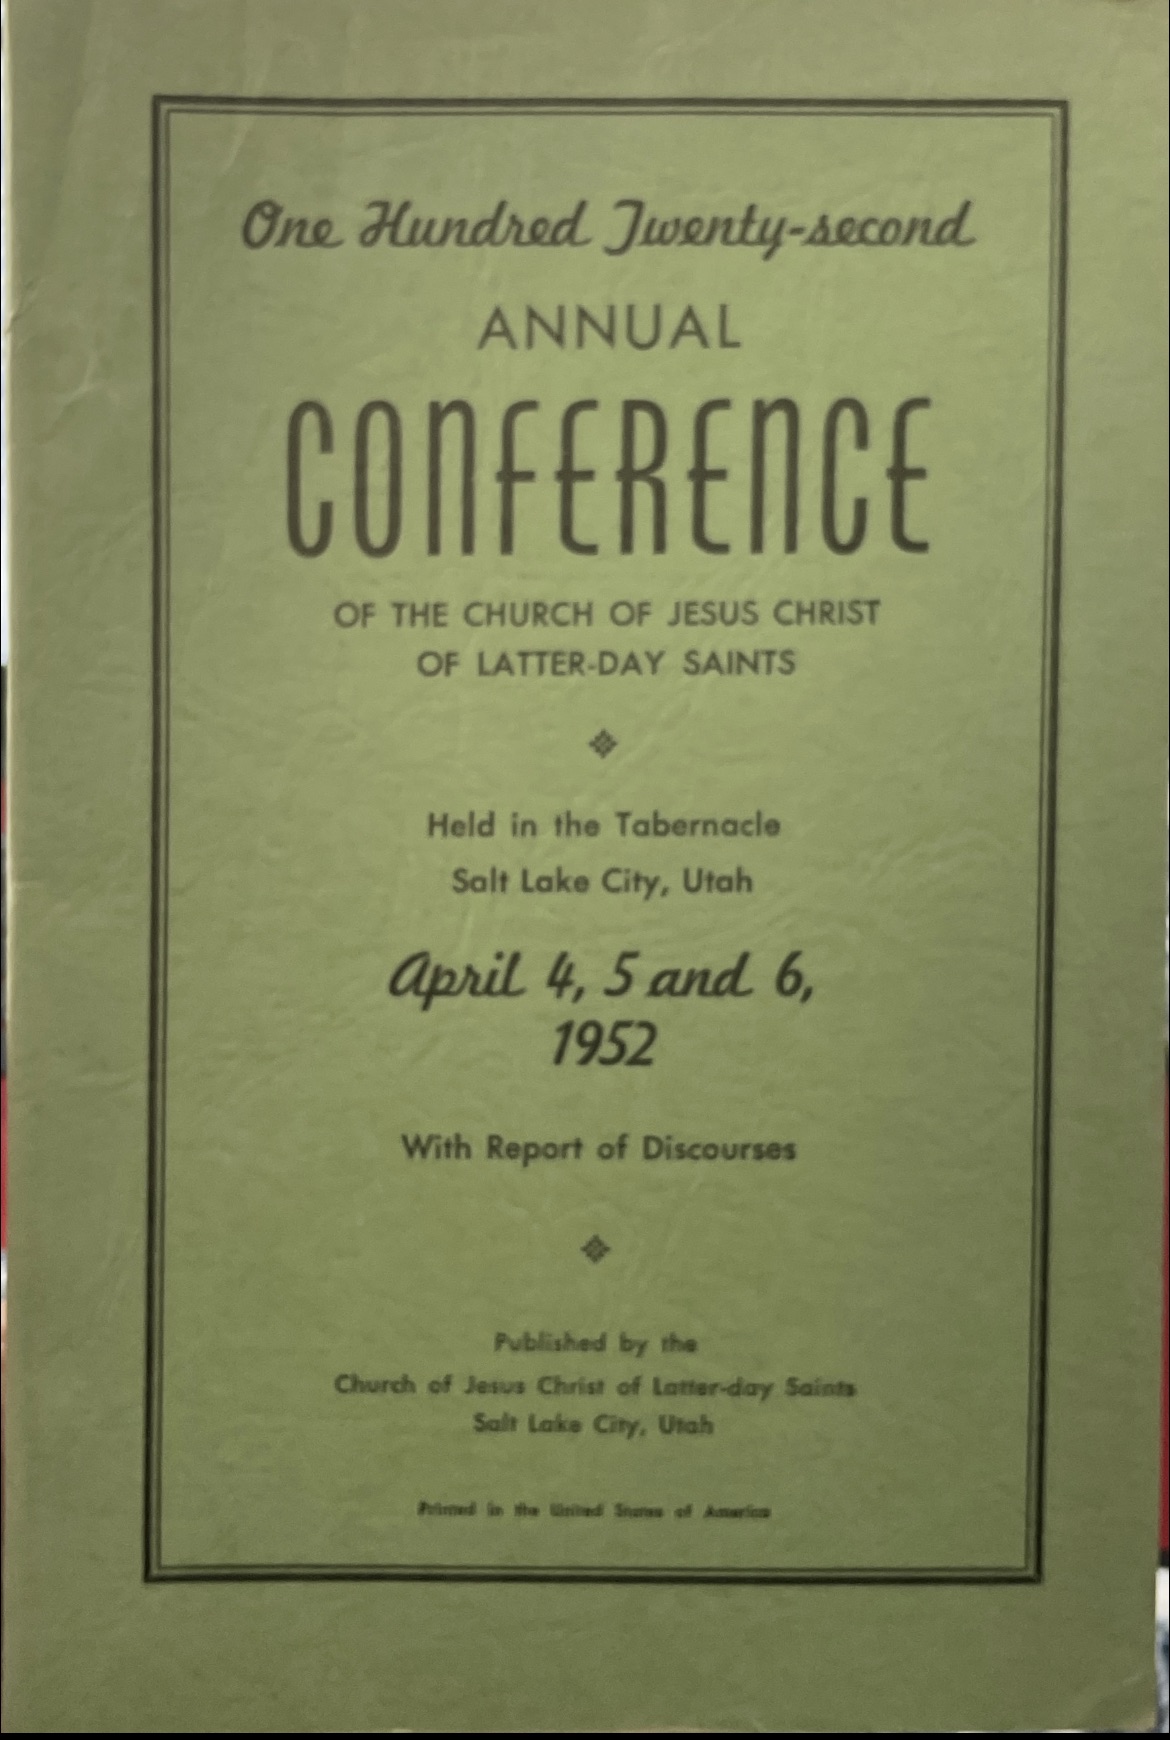 One Hundred Twenty-second
ANNUAL
CONFERENCE
OF THE CHURCH OF JESUS CHRIST
OF LATTER-DAY SAINTS
Held in the Tabernacle
Salt Lake City, Utah
April 4, 5 and 6,
1952
With Report of Discourses
Published by the
Church of Jesus Christ of Latter-day Saints
Salt Lake City, Utah
Printed in the United States of America